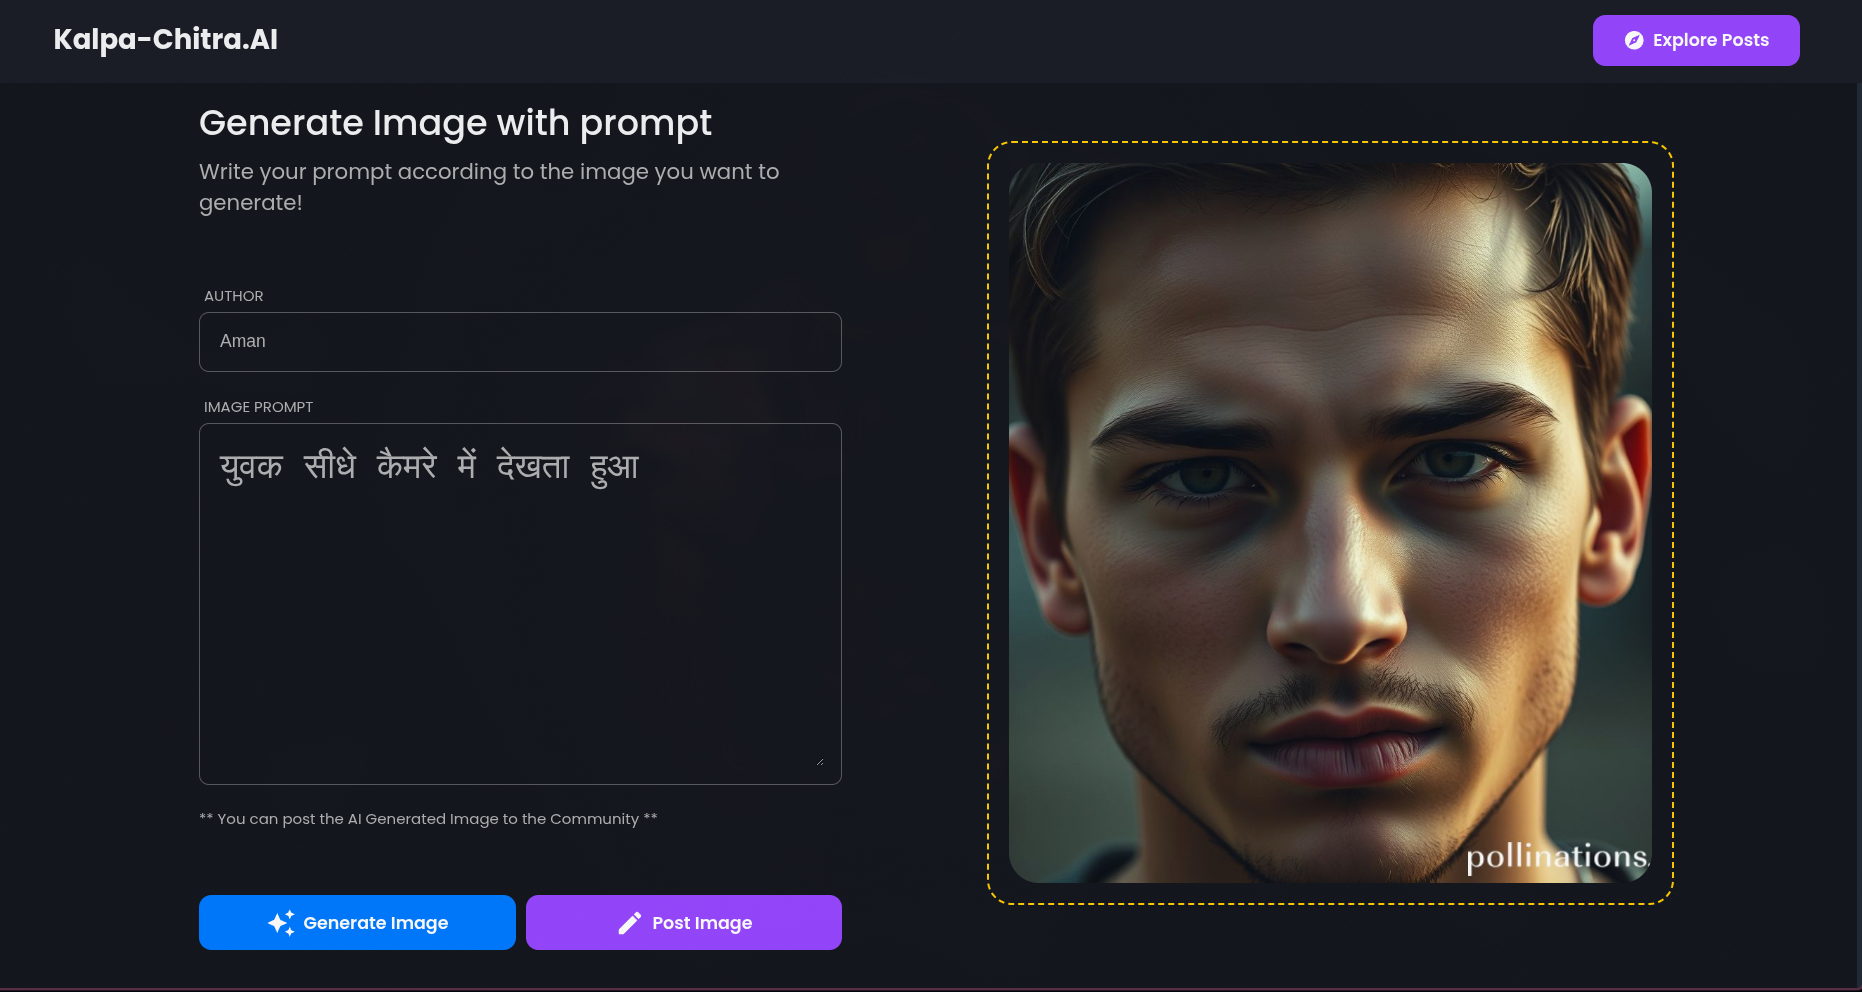 Kalpa-Chitra.AI
Explore Posts
Generate Image with prompt
Write your prompt according to the image you want to
generate!
AUTHOR
Aman
IMAGE PROMPT
युवक सीधे कैमरे में देखता हुआ
** You can post the AI Generated Image to the Community **
Generate Image
Post Image
pollinations.